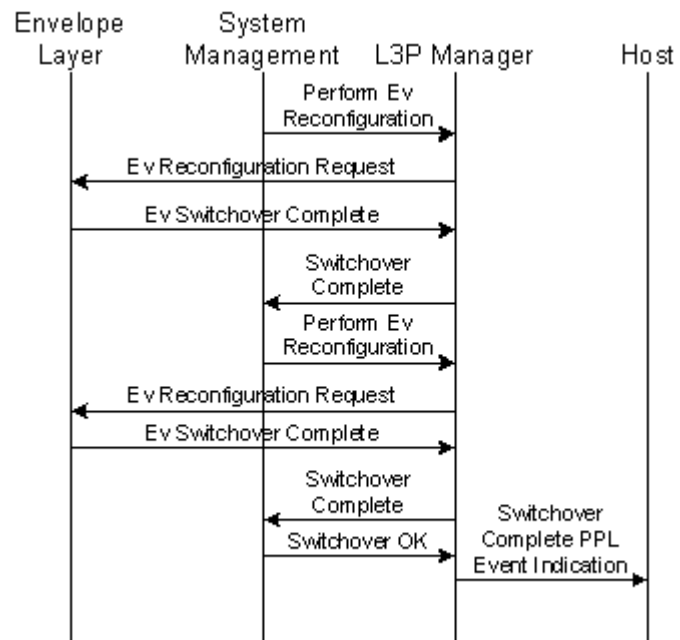 Envelope
Layer
System
Management
L3P Manager
Host
Perform Ev
Reconfiguration
Ev Reconfiguration Request
Ev Switchover Complete
Switchover
Complete
Perform Ev
Reconfiguration
Ev Reconfiguration Request
Ev Switchover Complete
Switchover
Complete
Switchover OK
Switchover
Complete PPL
Event Indication